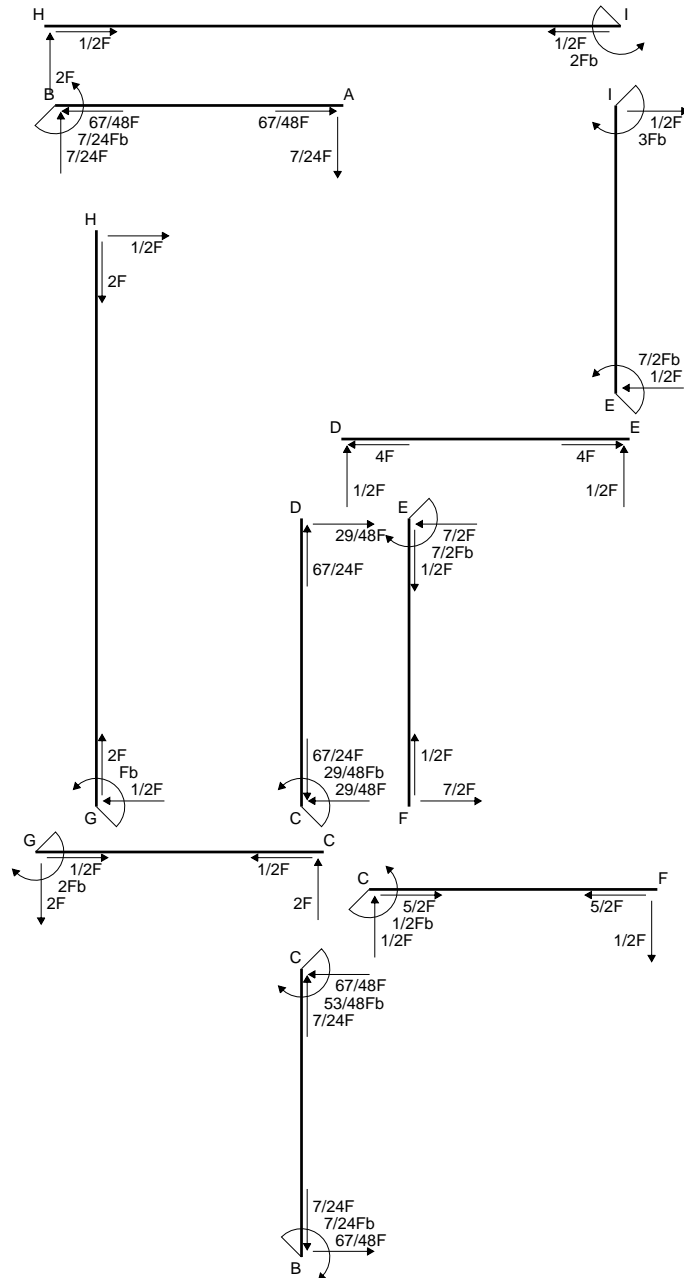 H I
1/2F 1/2F
2Fb
2F
B A I
67/48F 67/48F 1/2F
7/24Fb 3Fb
7/24F 7/24F
H
1/2F
2F
7/2Fb
1/2F
E
D E
4F 4F
1/2F 1/2F
D E
29/48F 7/2F
7/2Fb
67/24F 1/2F
67/24F 1/2F
2F
Fb 29/48Fb
1/2F 29/48F 7/2F
G C F
G C
1/2F 1/2F
2Fb
2F 2F
C F
5/2F 5/2F
1/2Fb
1/2F 1/2F
C
67/48F
53/48Fb
7/24F
7/24F
7/24Fb
67/48F
B